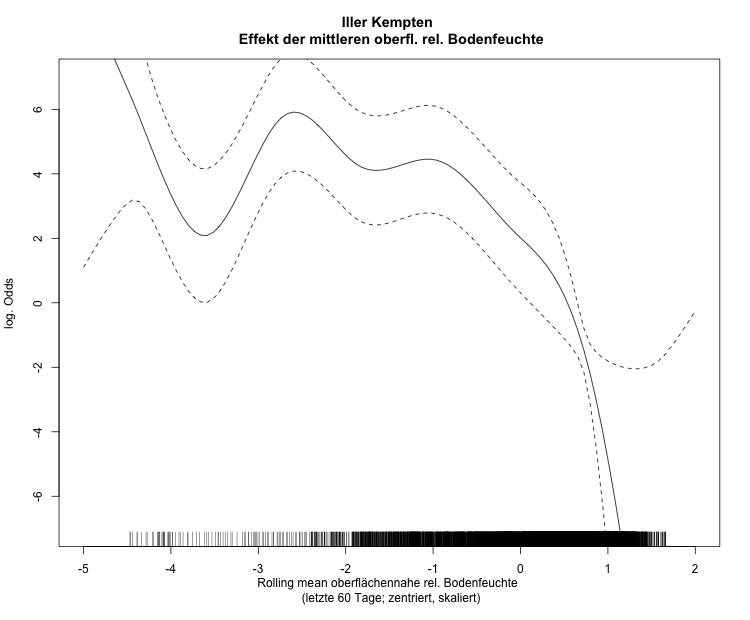 Iller Kempten
Effekt der mittleren oberfl. rel. Bodenfeuchte
log. Odds
6
4
2
0
-2
-4
-6
-5 -4 -3 -2 -1 0 1 2
Rolling mean oberflächennahe rel. Bodenfeuchte
(letzte 60 Tage; zentriert, skaliert)